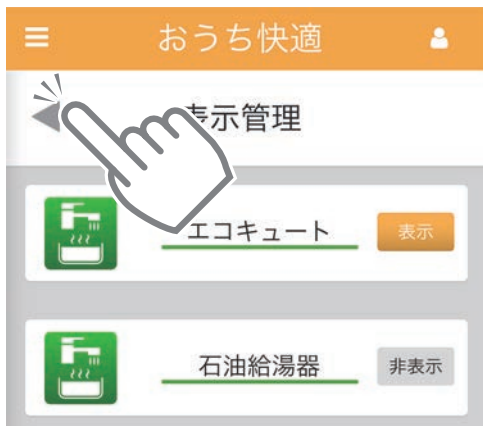 おうち快適
表示管理
エコキュート
表示
石油給湯器
非表示